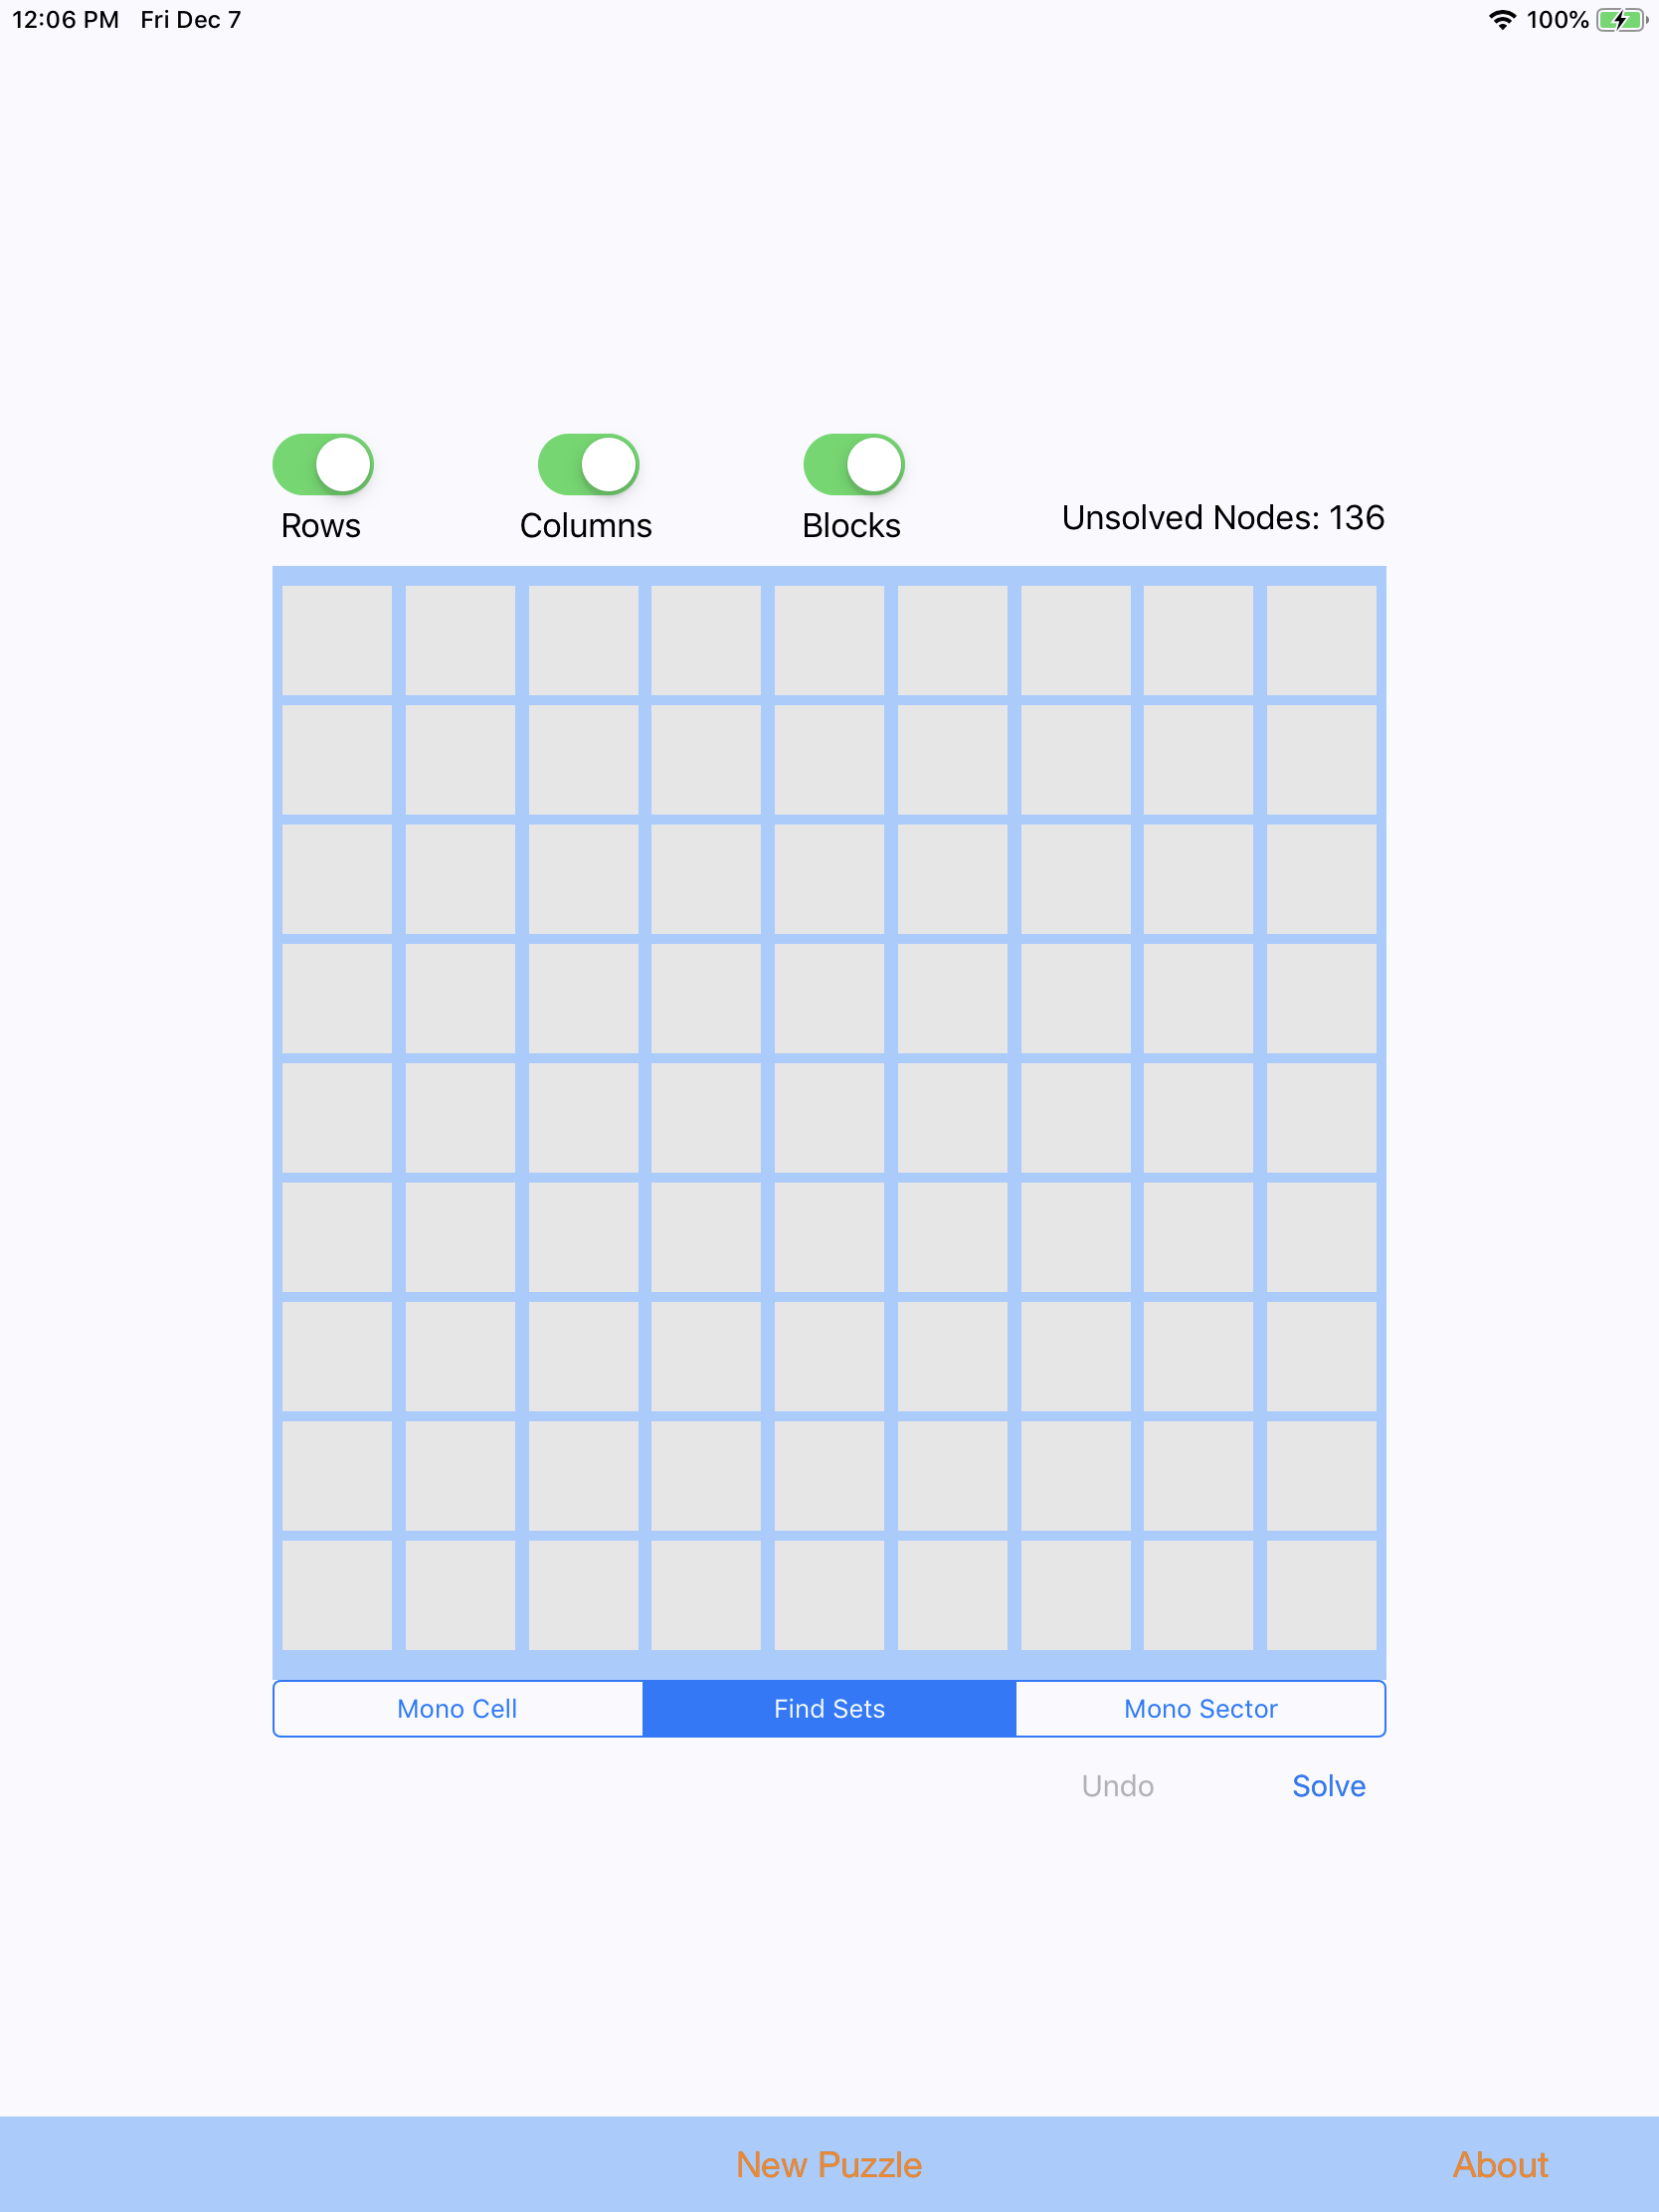 12:06 PM Fri Dec 7 100%
Rows Columns Blocks Unsolved Nodes: 136
Mono Cell Find Sets Mono Sector
Undo Solve
New Puzzle About